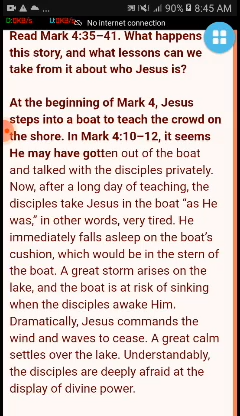 90% 8:45 AM
No internet connection
Read Mark 4:35–41. What happens
this story, and what lessons can we
take from it about who Jesus is?
At the beginning of Mark 4, Jesus
steps into a boat to teach the crowd on
the shore. In Mark 4:10–12, it seems
He may have gotten out of the boat
and talked with the disciples privately.
Now, after a long day of teaching, the
disciples take Jesus in the boat “as He
was,” in other words, very tired. He
immediately falls asleep on the boat’s
cushion, which would be in the stern of
the boat. A great storm arises on the
lake, and the boat is at risk of sinking
when the disciples awake Him.
Dramatically, Jesus commands the
wind and waves to cease. A great calm
settles over the lake. Understandably,
the disciples are deeply afraid at the
display of divine power.